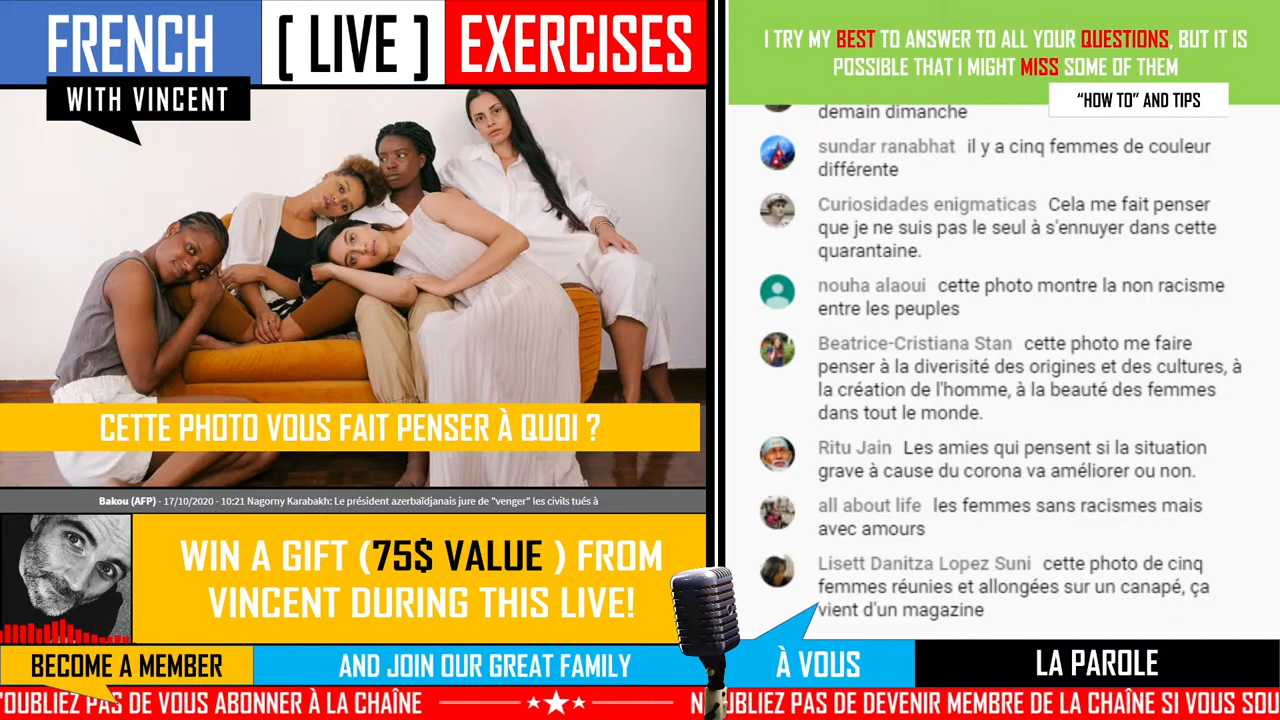 FRENCH
[ LIVE ]
EXERCISES
WITH VINCENT
CETTE PHOTO VOUS FAIT PENSER À QUOI ?
Bakou (AFP) - 17/10/2020 - 10:21 Nagorny Karabakh: Le président azerbaïdjanais jure de "venger" les civils tués à
WIN A GIFT (75$ VALUE ) FROM
VINCENT DURING THIS LIVE!
BECOME A MEMBER
AND JOIN OUR GREAT FAMILY
I TRY MY BEST TO ANSWER TO ALL YOUR QUESTIONS, BUT IT IS
POSSIBLE THAT I MIGHT MISS SOME OF THEM
“HOW TO” AND TIPS
demain dimanche
sundar ranabhat il y a cinq femmes de couleur
différente
Curiosidades enigmaticas Cela me fait penser
que je ne suis pas le seul à s'ennuyer dans cette
quarantaine.
nouha alaoui cette photo montre la non racisme
entre les peuples
Beatrice-Cristiana Stan cette photo me faire
penser à la diverisité des origines et des cultures, à
la création de l'homme, à la beauté des femmes
dans tout le monde.
Ritu Jain Les amies qui pensent si la situation
grave à cause du corona va améliorer ou non.
all about life les femmes sans racismes mais
avec amours
Lisett Danitza Lopez Suni cette photo de cinq
femmes réunies et allongées sur un canapé, ça
vient d'un magazine
À VOUS
LA PAROLE
'OUBLIEZ PAS DE VOUS ABONNER À LA CHAÎNE
PAS DE DEVENIR MEMBRE DE LA CHAÎNE SI VOUS